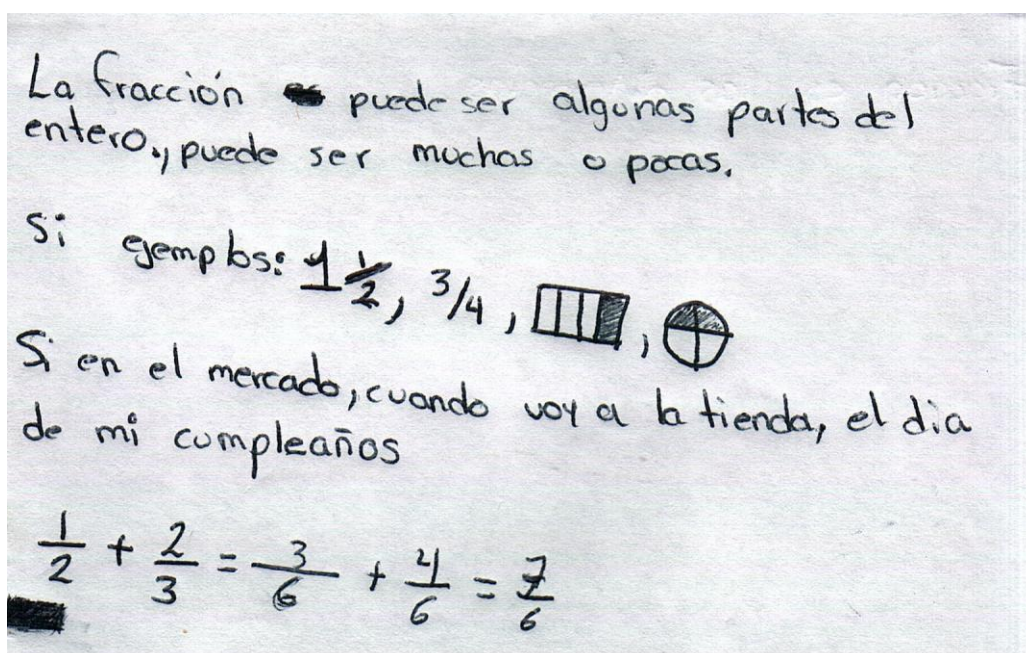 La fracción puede ser algunas partes del
entero, puede ser muchas o pocas.
Si ejemplos: 1 1/2, 3/4, ,
Si en el mercado, cuando voy a la tienda, el dia
de mi cumpleaños
1/2 + 2/3 = 3/6 + 4/6 = 7/6